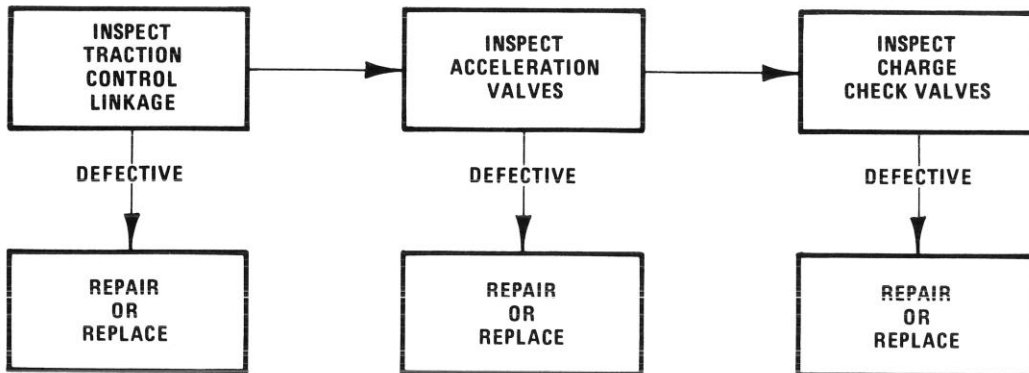 INSPECT
TRACTION
CONTROL
LINKAGE
INSPECT
ACCELERATION
VALVES
INSPECT
CHARGE
CHECK VALVES
DEFECTIVE
DEFECTIVE
DEFECTIVE
REPAIR
OR
REPLACE
REPAIR
OR
REPLACE
REPAIR
OR
REPLACE